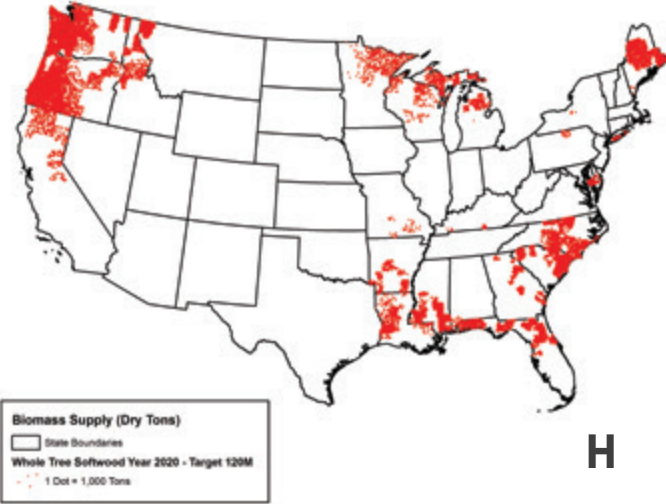 Biomass Supply (Dry Tons)
State Boundaries
Whole Tree Softwood Year 2020 - Target 120M
1 Dot = 1,000 Tons
H